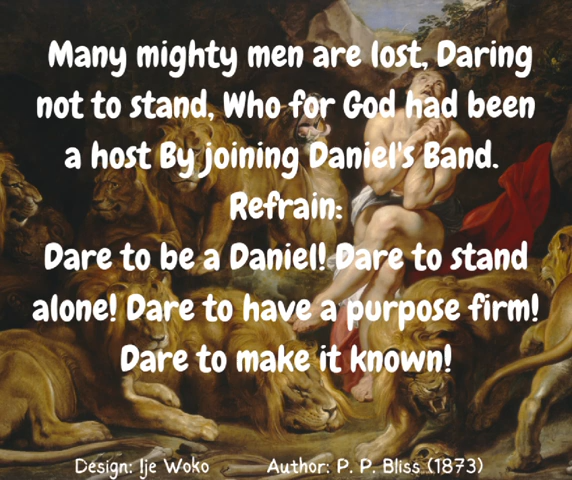 Many mighty men are lost, Daring
not to stand, Who for God had been
a host By joining Daniel's Band.
Refrain:
Dare to be a Daniel! Dare to stand
alone! Dare to have a purpose firm!
Dare to make it known!
Design: Ije Woko Author: P. P. Bliss (1873)